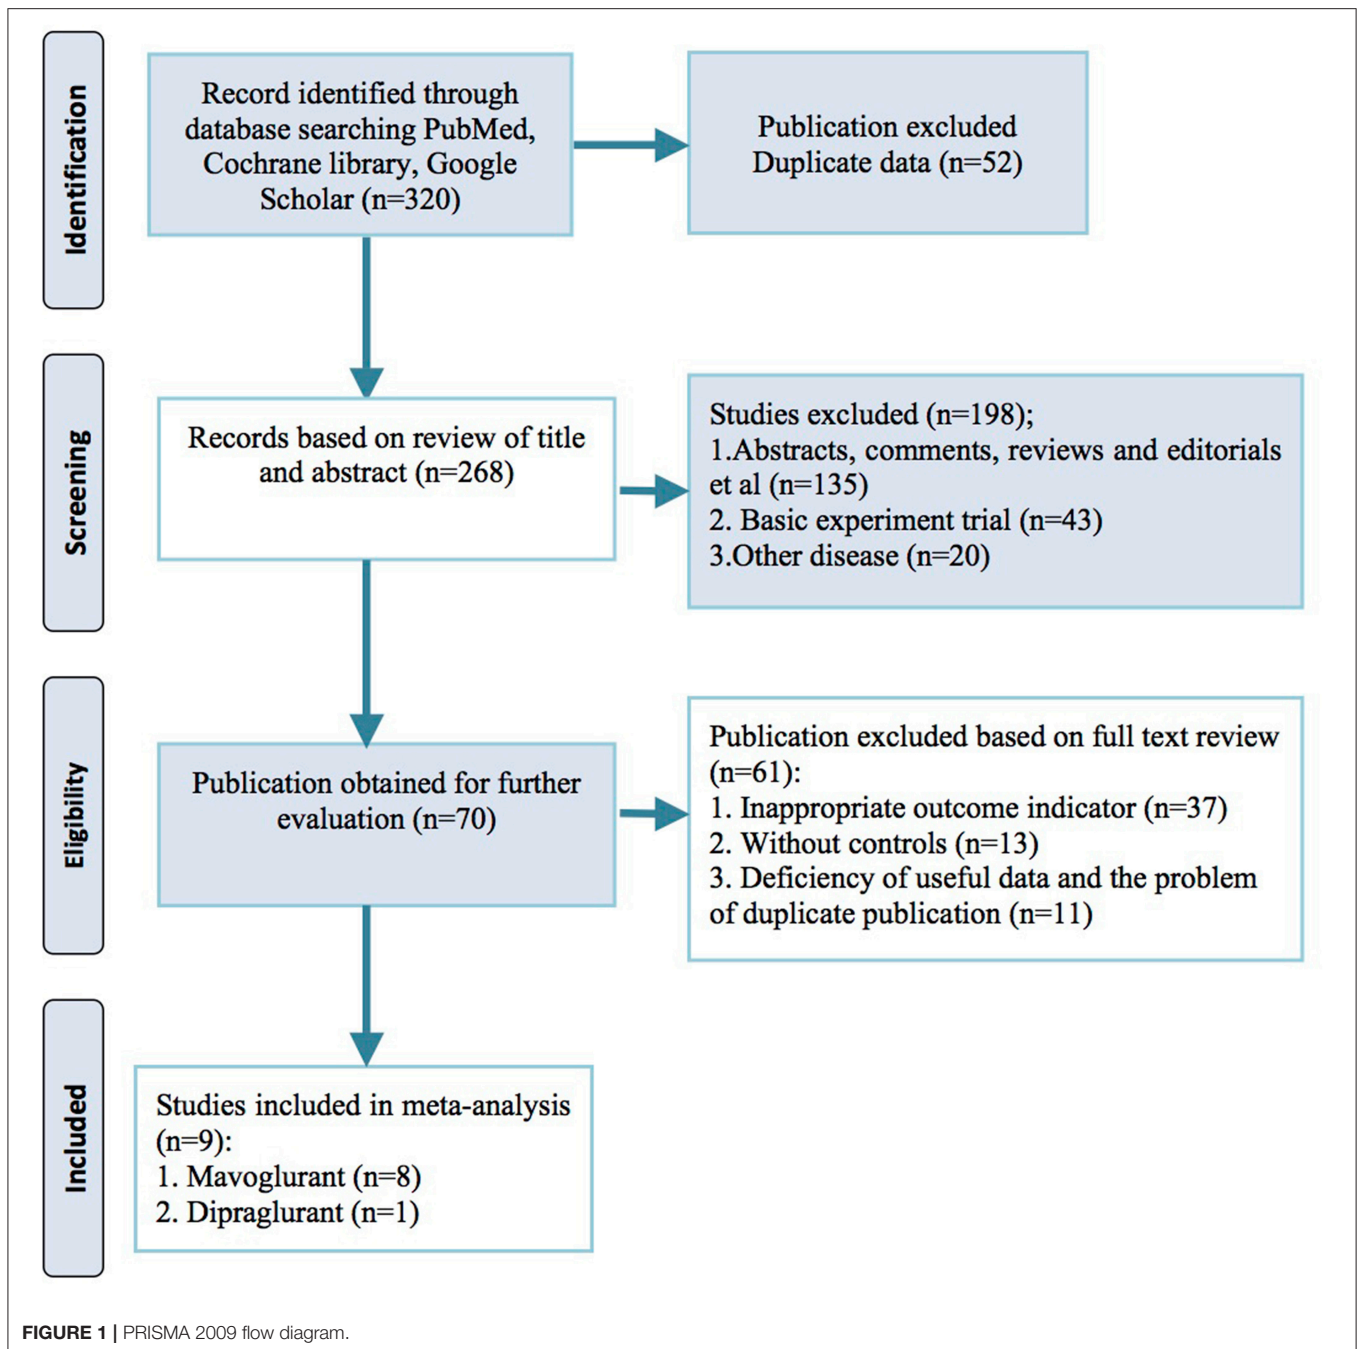 Identification
Record identified through
database searching PubMed,
Cochrane library, Google
Scholar (n=320)
Publication excluded
Duplicate data (n=52)
Screening
Records based on review of title
and abstract (n=268)
Studies excluded (n=198);
1.Abstracts, comments, reviews and editorials
et al (n=135)
2. Basic experiment trial (n=43)
3.Other disease (n=20)
Eligibility
Publication obtained for further
evaluation (n=70)
Publication excluded based on full text review
(n=61):
1. Inappropriate outcome indicator (n=37)
2. Without controls (n=13)
3. Deficiency of useful data and the problem
of duplicate publication (n=11)
Included
Studies included in meta-analysis
(n=9):
1. Mavoglurant (n=8)
2. Dipraglurant (n=1)
FIGURE 1 | PRISMA 2009 flow diagram.